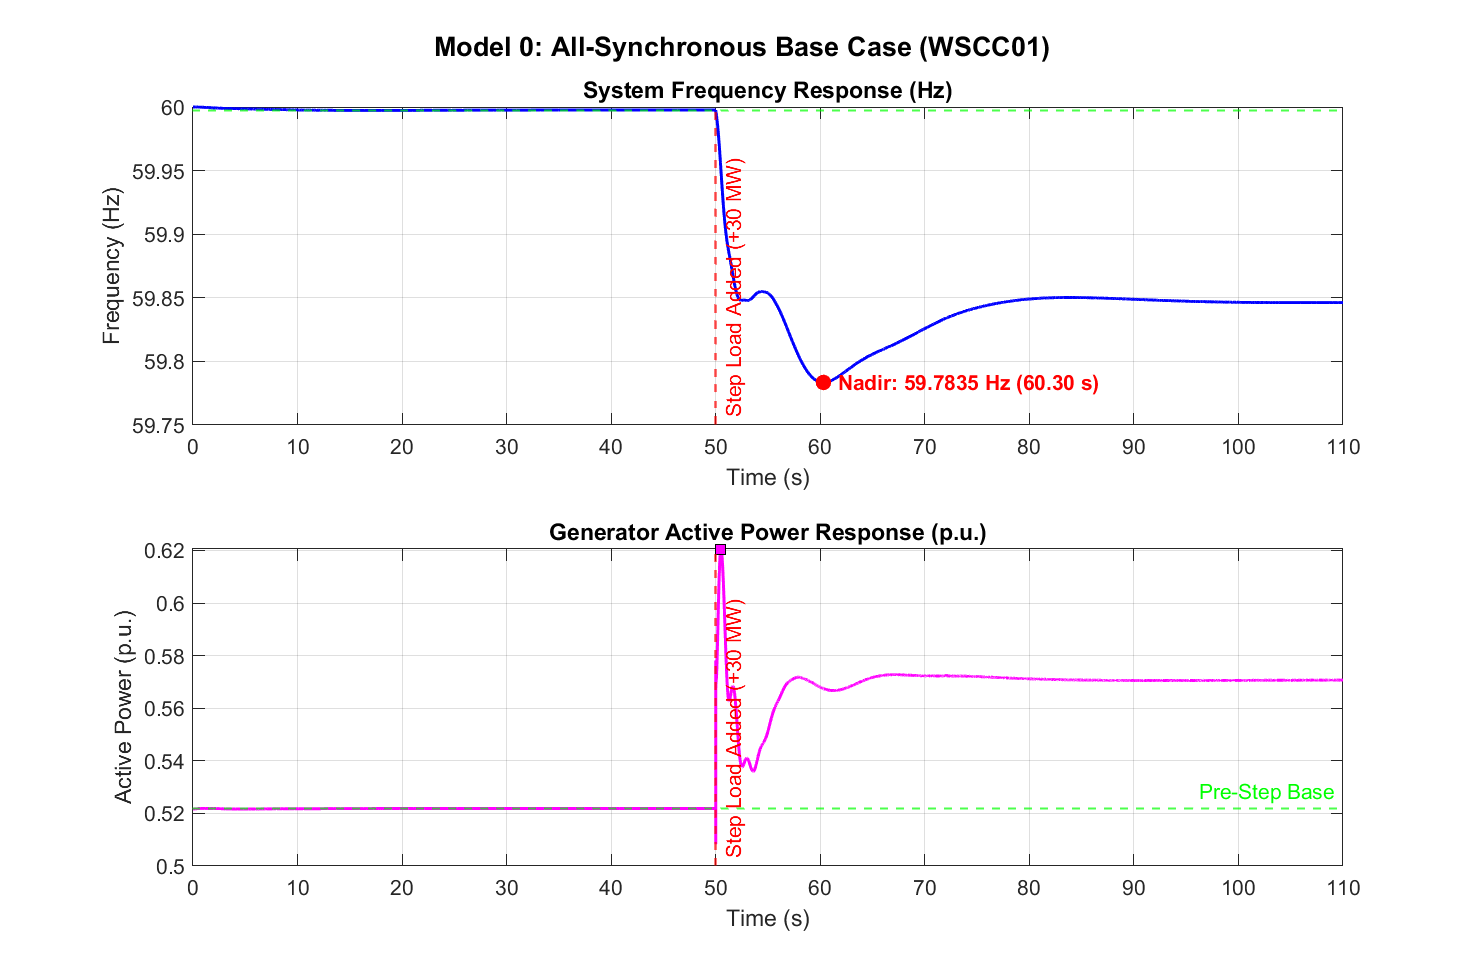 Model 0: All-Synchronous Base Case (WSCC01)
System Frequency Response (Hz)
60
59.95
59.9
59.85
59.8
59.75
Frequency (Hz)
Step Load Added (+30 MW)
Nadir: 59.7835 Hz (60.30 s)
0 10 20 30 40 50 60 70 80 90 100 110
Time (s)
Generator Active Power Response (p.u.)
0.62
0.6
0.58
0.56
0.54
0.52
0.5
Active Power (p.u.)
Step Load Added (+30 MW)
Pre-Step Base
0 10 20 30 40 50 60 70 80 90 100 110
Time (s)